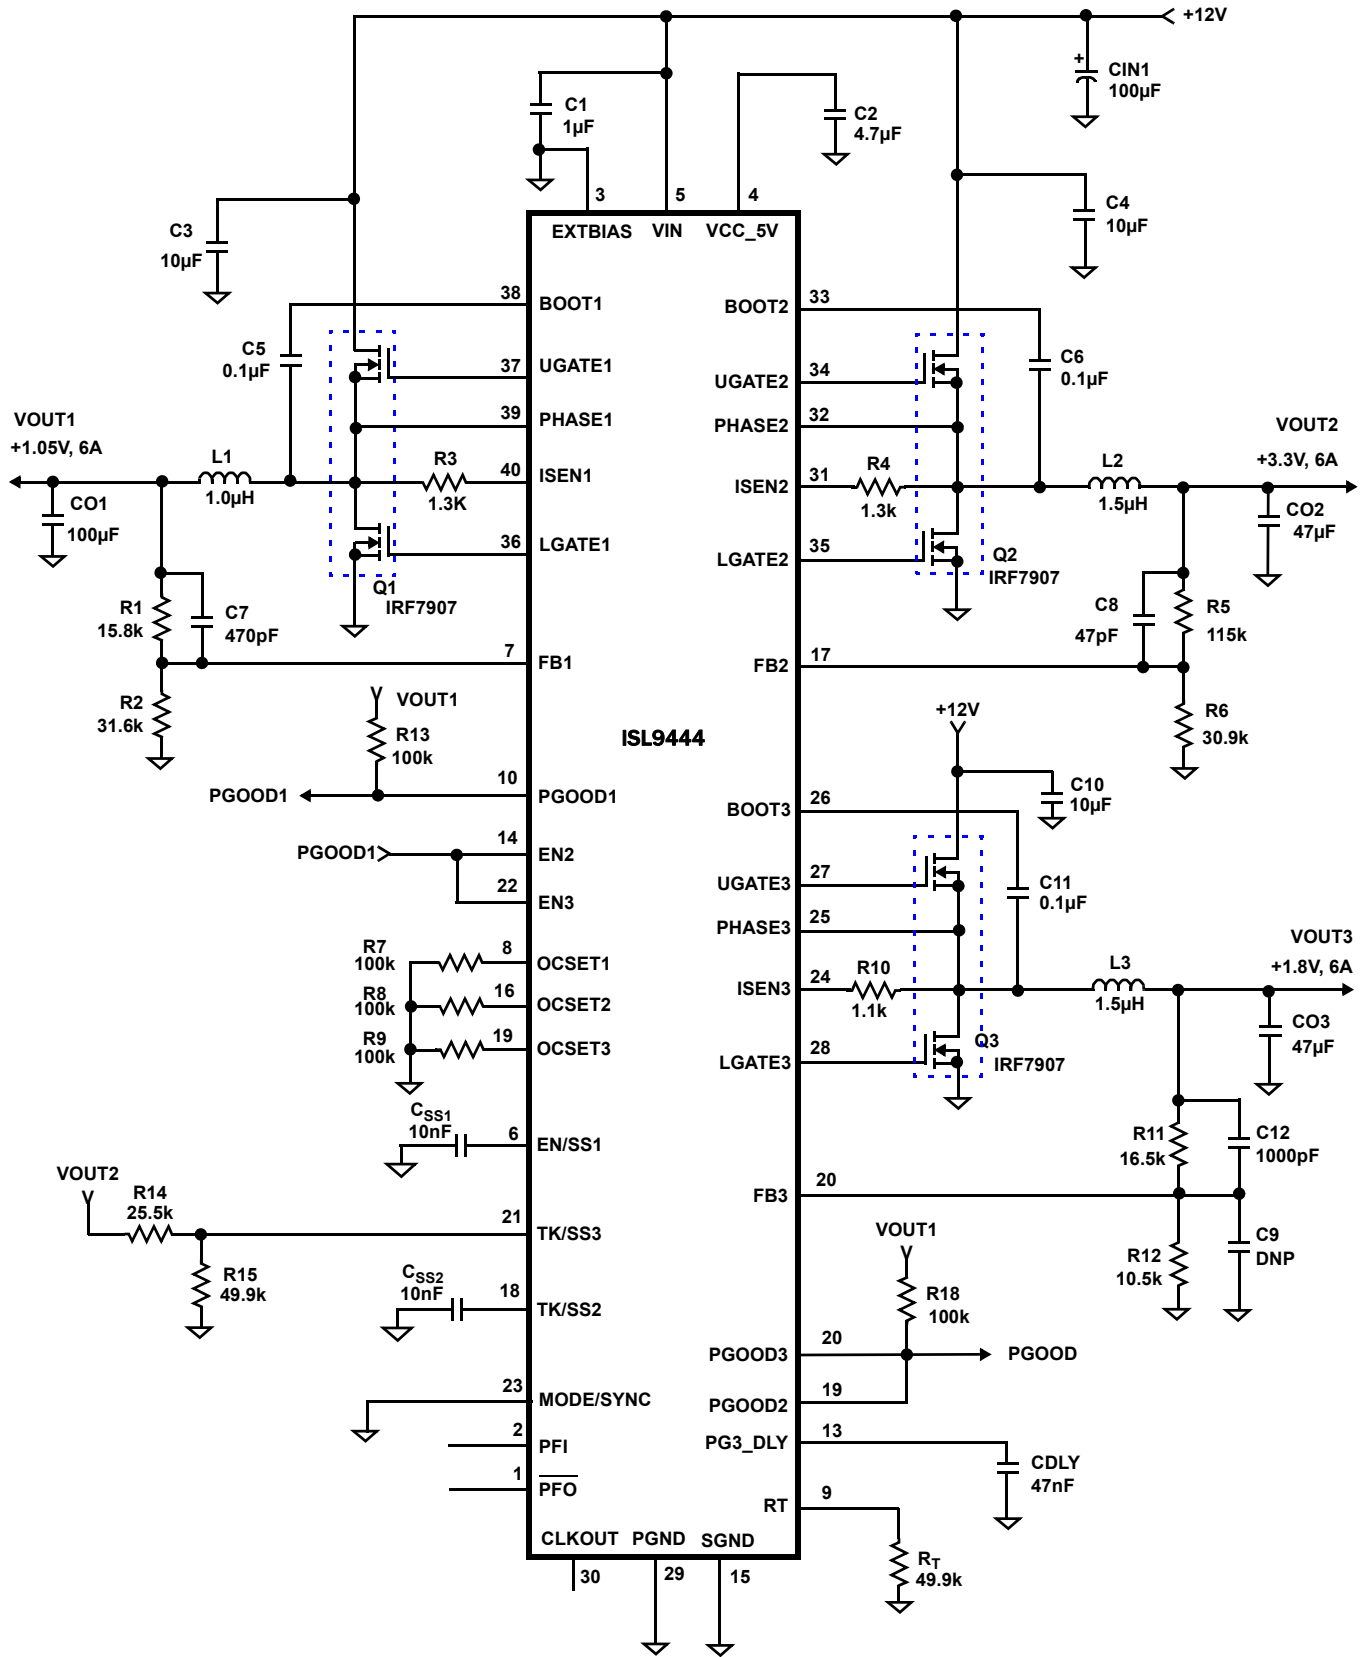 +12V
CIN1
100µF
+
C1
1µF
C2
4.7µF
3
5
4
EXTBIAS
VIN
VCC_5V
C3
10µF
C4
10µF
38
BOOT1
BOOT2
33
C5
0.1µF
37
UGATE1
UGATE2
34
C6
0.1µF
39
PHASE1
PHASE2
32
VOUT1
+1.05V, 6A
L1
1.0µH
R3
1.3K
40
ISEN1
ISEN2
31
R4
1.3k
L2
1.5µH
VOUT2
+3.3V, 6A
CO1
100µF
CO2
47µF
36
LGATE1
LGATE2
35
Q1
IRF7907
Q2
IRF7907
R1
15.8k
C7
470pF
C8
47pF
R5
115k
7
FB1
FB2
17
R2
31.6k
R6
30.9k
VOUT1
R13
100k
ISL9444
+12V
C10
10µF
PGOOD1
10
PGOOD1
BOOT3
26
PGOOD1
14
EN2
22
EN3
UGATE3
27
C11
0.1µF
PHASE3
25
R7
100k
8
OCSET1
R8
100k
16
OCSET2
R9
100k
19
OCSET3
ISEN3
24
R10
1.1k
L3
1.5µH
VOUT3
+1.8V, 6A
CO3
47µF
LGATE3
28
Q3
IRF7907
CSS1
10nF
6
EN/SS1
R11
16.5k
C12
1000pF
FB3
20
VOUT2
R14
25.5k
21
TK/SS3
R15
49.9k
R12
10.5k
C9
DNP
CSS2
10nF
18
TK/SS2
VOUT1
R18
100k
PGOOD3
20
PGOOD
PGOOD2
19
23
MODE/SYNC
2
PFI
PG3_DLY
13
CDLY
47nF
1
PFO
RT
9
RT
49.9k
CLKOUT
PGND
SGND
30
29
15